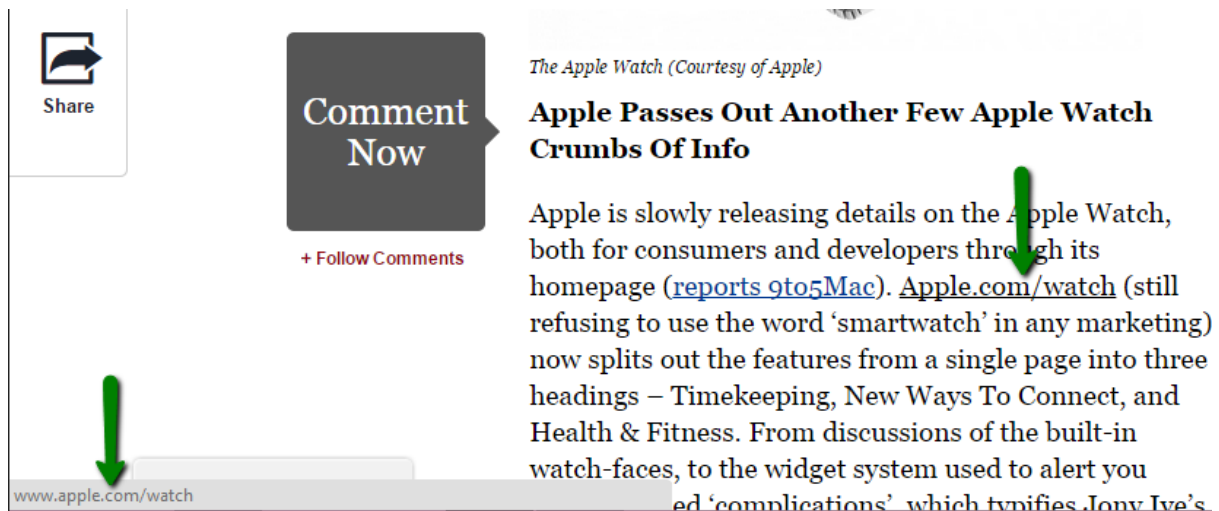 Share
Comment
Now
+ Follow Comments
The Apple Watch (Courtesy of Apple)
Apple Passes Out Another Few Apple Watch
Crumbs Of Info
Apple is slowly releasing details on the Apple Watch,
both for consumers and developers through its
homepage (reports 9to5Mac). Apple.com/watch (still
refusing to use the word ‘smartwatch’ in any marketing)
now splits out the features from a single page into three
headings – Timekeeping, New Ways To Connect, and
Health & Fitness. From discussions of the built-in
watch-faces, to the widget system used to alert you
ed ‘complications’, which typifies Jony Ive’s
www.apple.com/watch